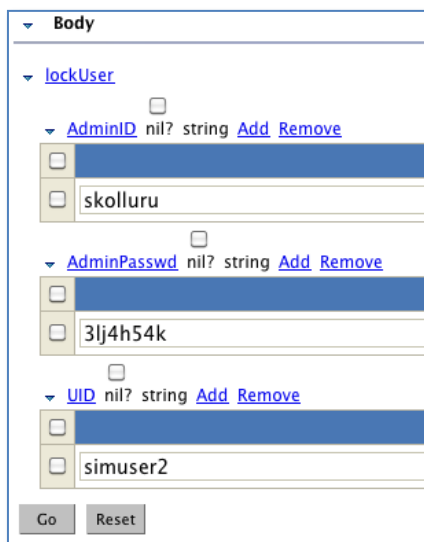 Body
lockUser
AdminID nil? string Add Remove
skolluru
AdminPasswd nil? string Add Remove
3lj4h54k
UID nil? string Add Remove
simuser2
Go Reset